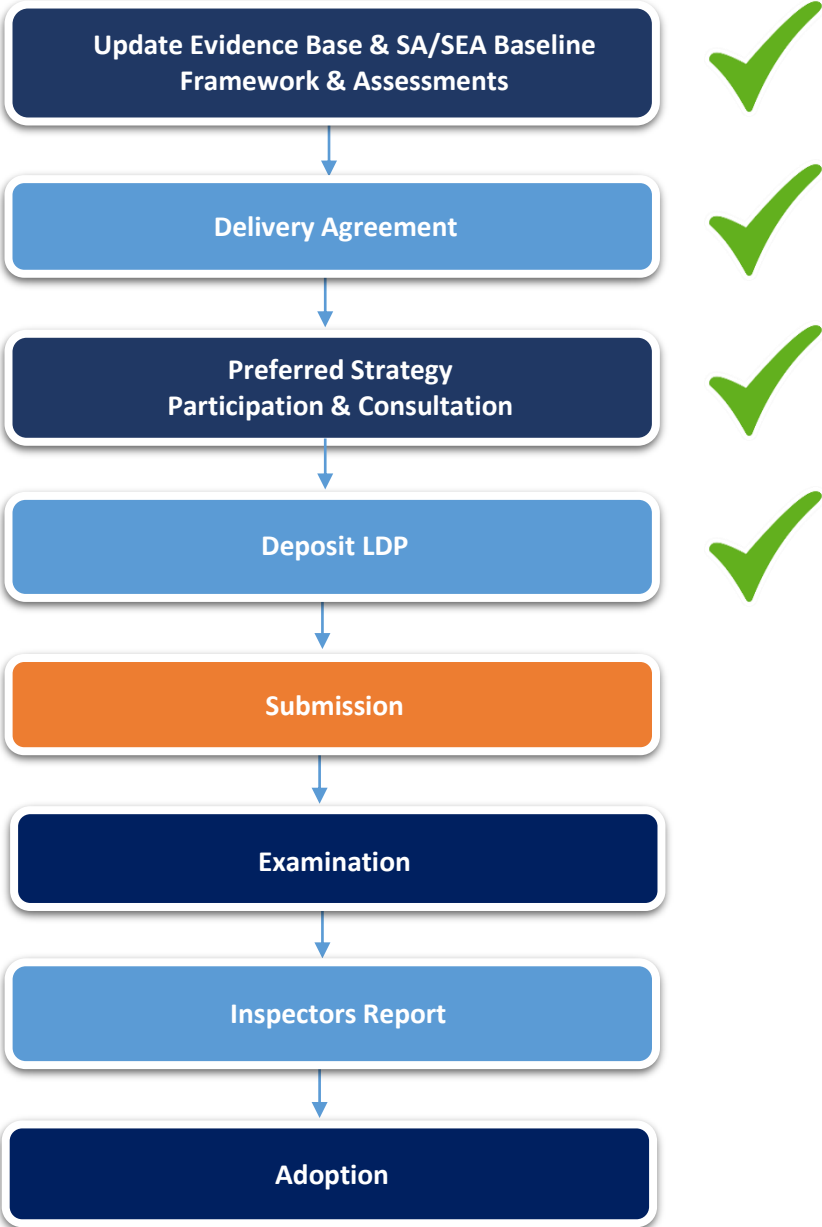 Update Evidence Base & SA/SEA Baseline
Framework & Assessments
Delivery Agreement
Preferred Strategy
Participation & Consultation
Deposit LDP
Submission
Examination
Inspectors Report
Adoption